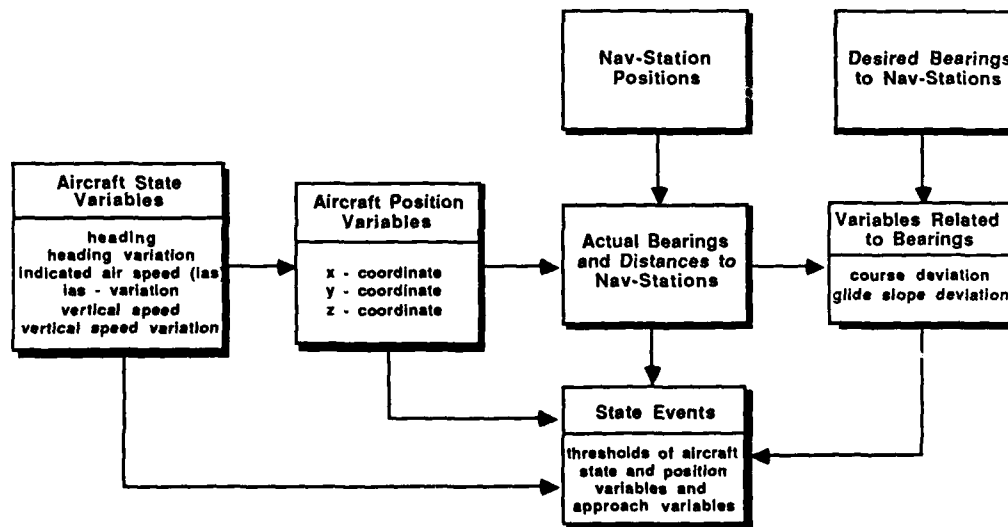 Nav-Station
Positions
Desired Bearings
to Nav-Stations
Aircraft State
Variables
heading
heading variation
indicated air speed (ias)
ias - variation
vertical speed
vertical speed variation
Aircraft Position
Variables
x - coordinate
y - coordinate
z - coordinate
Actual Bearings
and Distances to
Nav-Stations
Variables Related
to Bearings
course deviation
glide slope deviation
State Events
thresholds of aircraft
state and position
variables and
approach variables